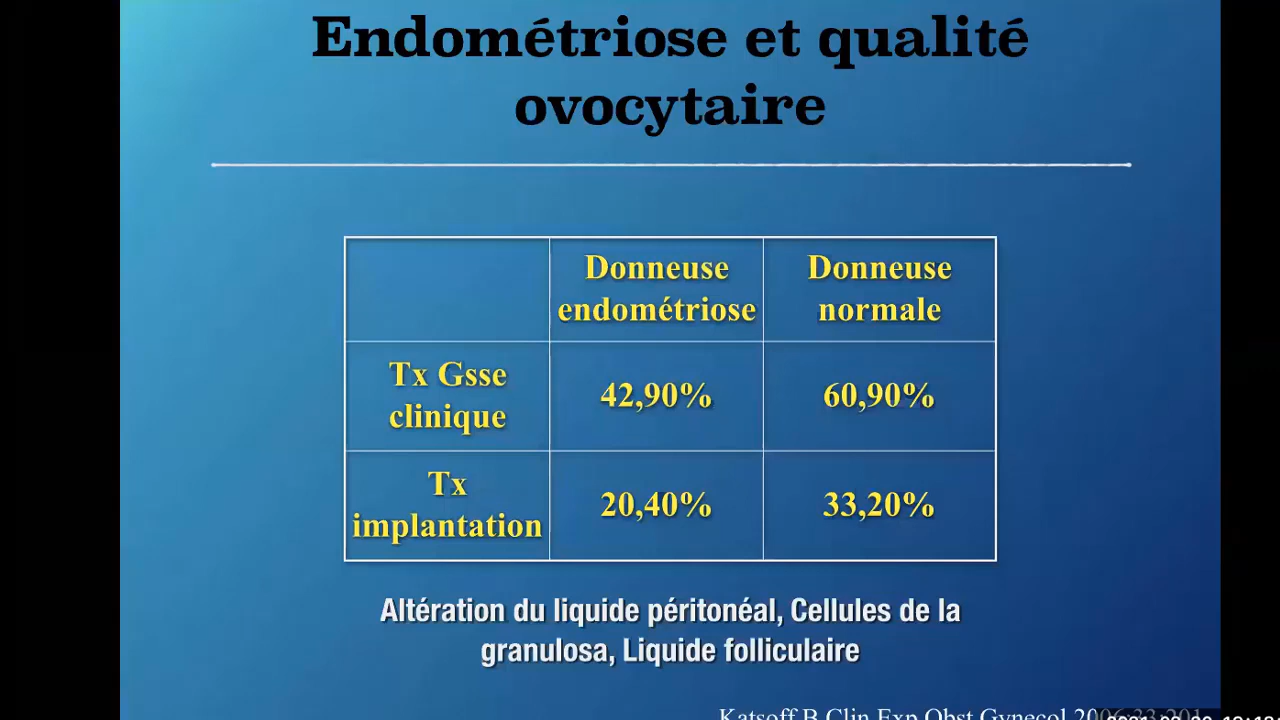 Endométriose et qualité
ovocytaire
Donneuse
endométriose
Donneuse
normale
Tx Gsse
clinique
42,90%
60,90%
Tx
implantation
20,40%
33,20%
Altération du liquide péritonéal, Cellules de la
granulosa, Liquide folliculaire
Katsoff B Clin Exp Obst Gynecol